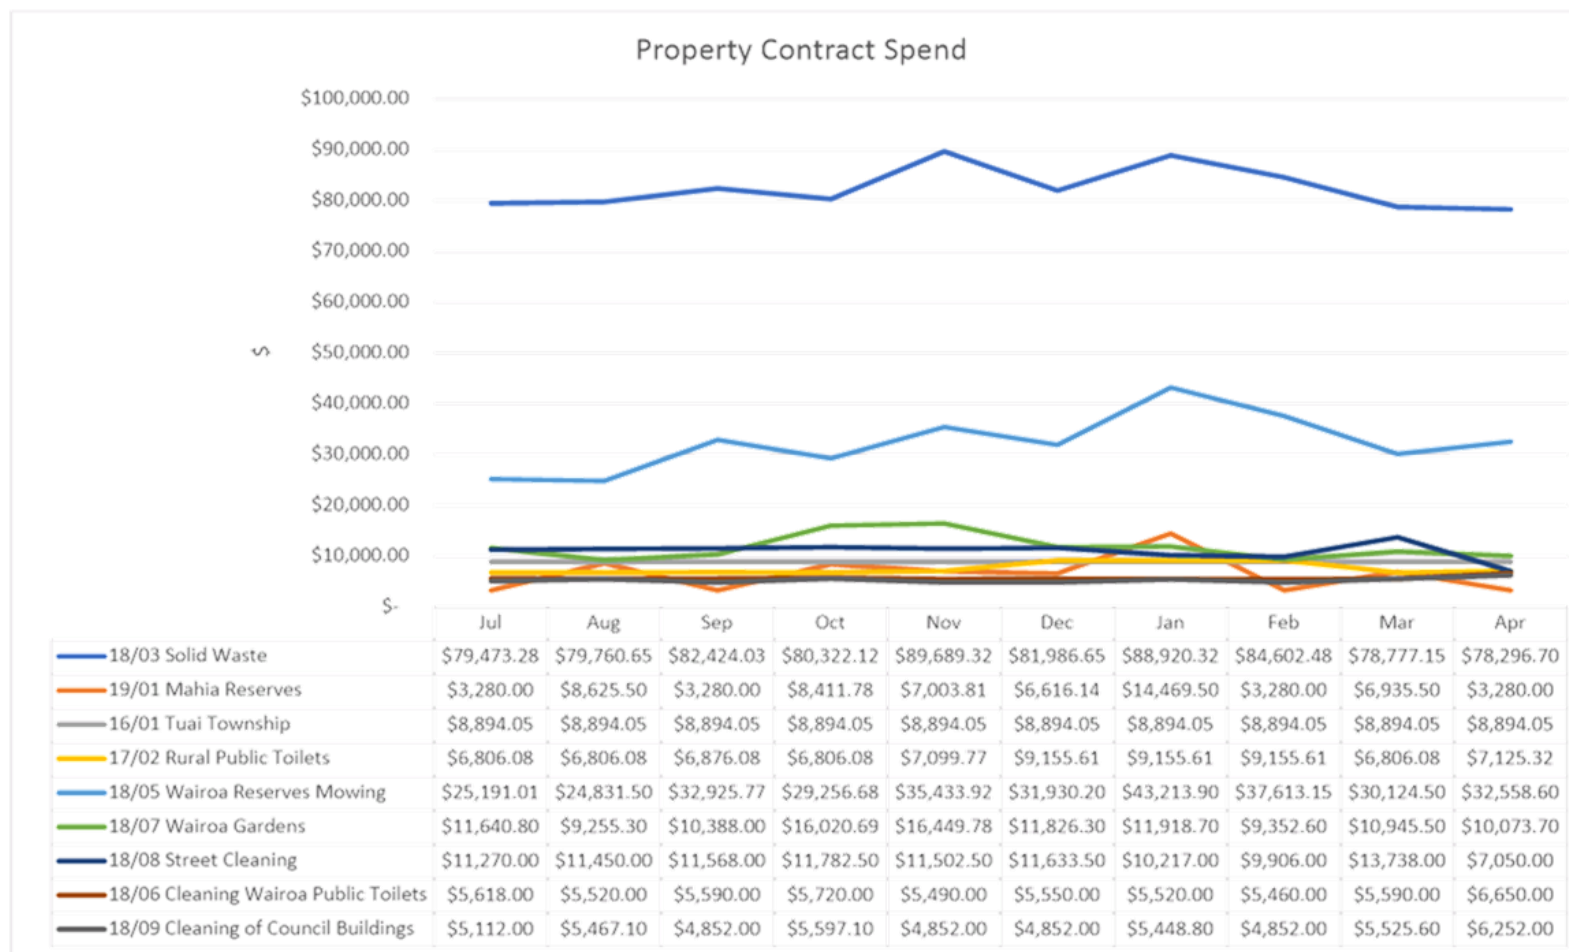 Property Contract Spend
$100,000.00
$90,000.00
$80,000.00
$70,000.00
$60,000.00
$50,000.00
$40,000.00
$30,000.00
$20,000.00
$10,000.00
$-
$
Jul Aug Sep Oct Nov Dec Jan Feb Mar Apr
18/03 Solid Waste $79,473.28 $79,760.65 $82,424.03 $80,322.12 $89,689.32 $81,986.65 $88,920.32 $84,602.48 $78,777.15 $78,296.70
19/01 Mahia Reserves $3,280.00 $8,625.50 $3,280.00 $8,411.78 $7,003.81 $6,616.14 $14,469.50 $3,280.00 $6,935.50 $3,280.00
16/01 Tuai Township $8,894.05 $8,894.05 $8,894.05 $8,894.05 $8,894.05 $8,894.05 $8,894.05 $8,894.05 $8,894.05 $8,894.05
17/02 Rural Public Toilets $6,806.08 $6,806.08 $6,876.08 $6,806.08 $7,099.77 $9,155.61 $9,155.61 $9,155.61 $6,806.08 $7,125.32
18/05 Wairoa Reserves Mowing $25,191.01 $24,831.50 $32,925.77 $29,256.68 $35,433.92 $31,930.20 $43,213.90 $37,613.15 $30,124.50 $32,558.60
18/07 Wairoa Gardens $11,640.80 $9,255.30 $10,388.00 $16,020.69 $16,449.78 $11,826.30 $11,918.70 $9,352.60 $10,945.50 $10,073.70
18/08 Street Cleaning $11,270.00 $11,450.00 $11,568.00 $11,782.50 $11,502.50 $11,633.50 $10,217.00 $9,906.00 $13,738.00 $7,050.00
18/06 Cleaning Wairoa Public Toilets $5,618.00 $5,520.00 $5,590.00 $5,720.00 $5,490.00 $5,550.00 $5,520.00 $5,460.00 $5,590.00 $6,650.00
18/09 Cleaning of Council Buildings $5,112.00 $5,467.10 $4,852.00 $5,597.10 $4,852.00 $4,852.00 $5,448.80 $4,852.00 $5,525.60 $6,252.00